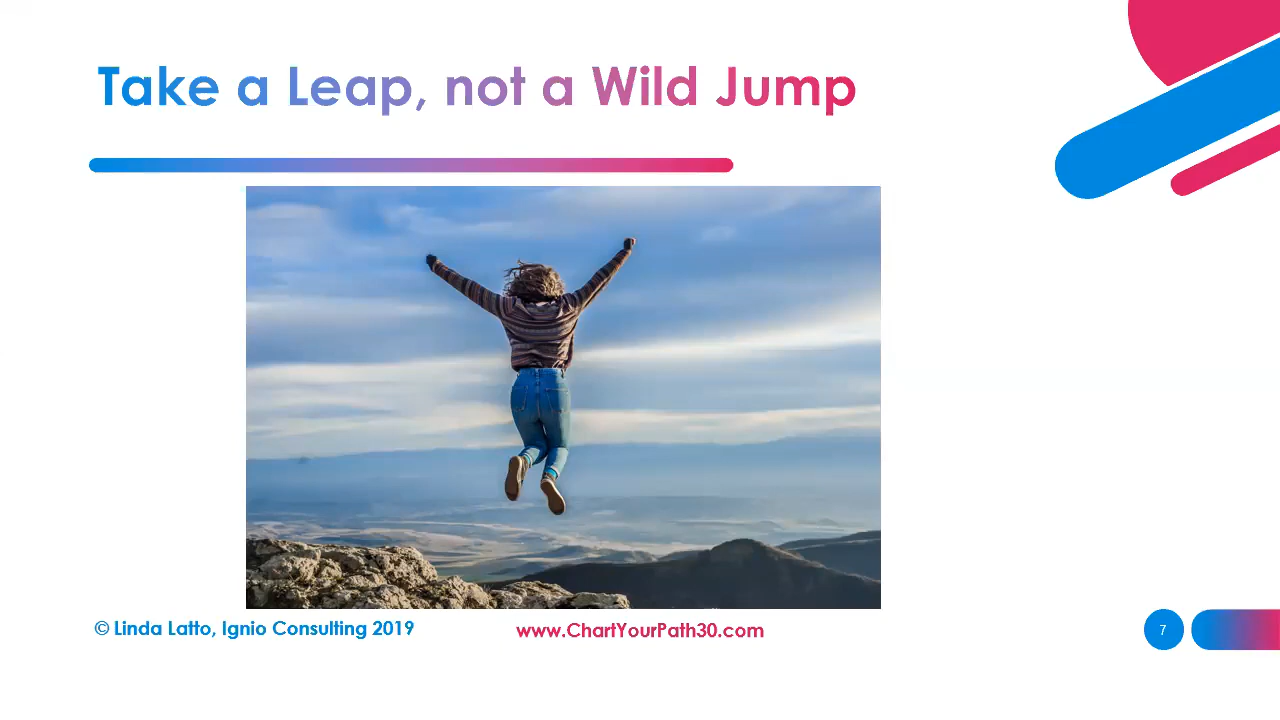 Take a Leap, not a Wild Jump
© Linda Latto, Ignio Consulting 2019
www.ChartYourPath30.com
7